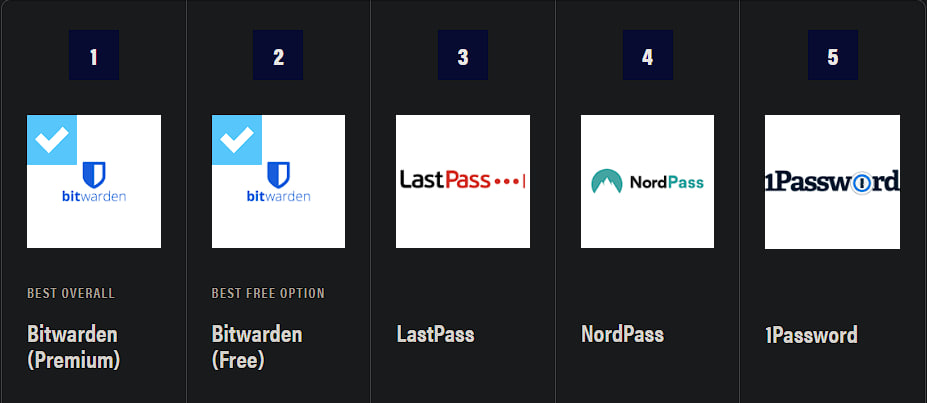 1
2
3
4
5
bitwarden
bitwarden
LastPass
NordPass
1Password
BEST OVERALL
BEST FREE OPTION
Bitwarden
(Premium)
Bitwarden
(Free)
LastPass
NordPass
1Password